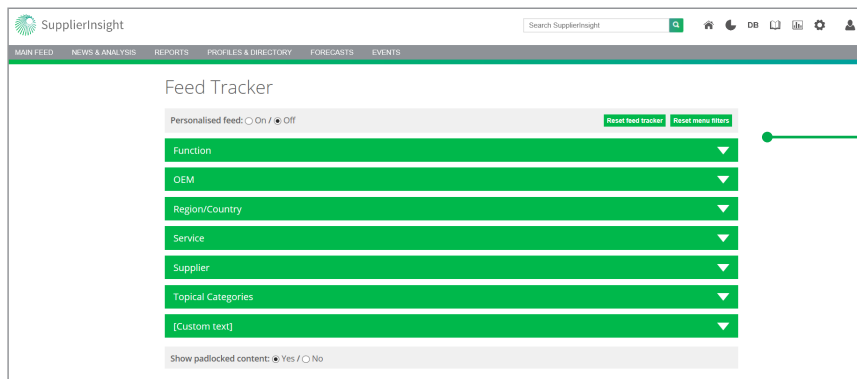 SupplierInsight
Search SupplierInsight
DB
MAIN FEED NEWS & ANALYSIS REPORTS PROFILES & DIRECTORY FORECASTS EVENTS
Feed Tracker
Personalised feed: On / Off
Reset feed tracker Reset menu filters
Function
OEM
Region/Country
Service
Supplier
Topical Categories
[Custom text]
Show padlocked content: Yes / No